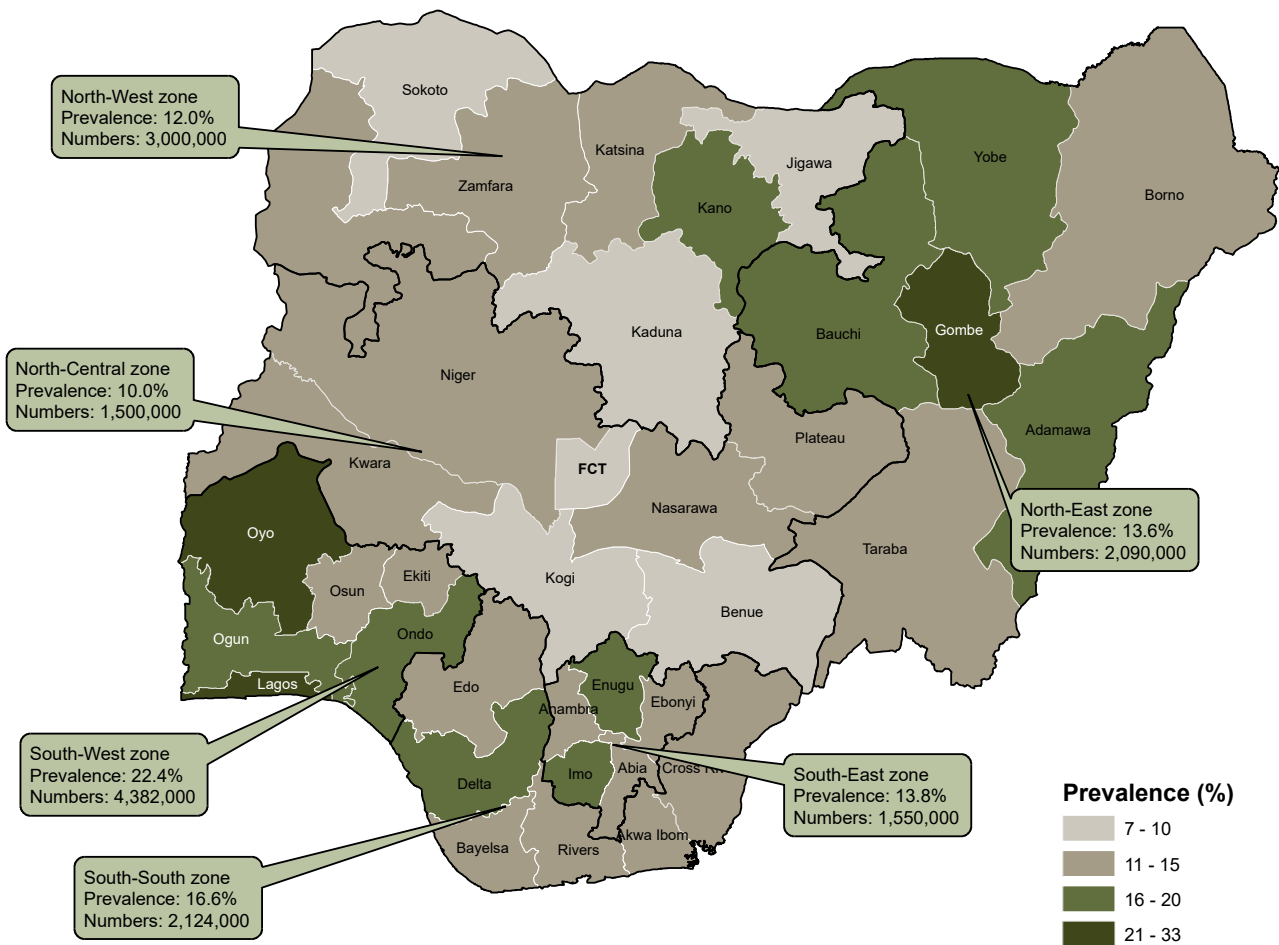 Sokoto
North-West zone
Prevalence: 12.0%
Numbers: 3,000,000
Katsina
Jigawa
Yobe
Zamfara
Kano
Borno
Kaduna
Bauchi
Gombe
North-Central zone
Prevalence: 10.0%
Numbers: 1,500,000
Niger
Adamawa
Plateau
Kwara
FCT
Nasarawa
North-East zone
Prevalence: 13.6%
Numbers: 2,090,000
Oyo
Taraba
Kogi
Ekiti
Osun
Benue
Ogun
Ondo
Lagos
Edo
Enugu
Anambra
Ebonyi
South-West zone
Prevalence: 22.4%
Numbers: 4,382,000
Delta
Imo
Abia
Cross
South-East zone
Prevalence: 13.8%
Numbers: 1,550,000
Bayelsa
Rivers
Akwa Ibom
South-South zone
Prevalence: 16.6%
Numbers: 2,124,000
Prevalence (%)
7 - 10
11 - 15
16 - 20
21 - 33